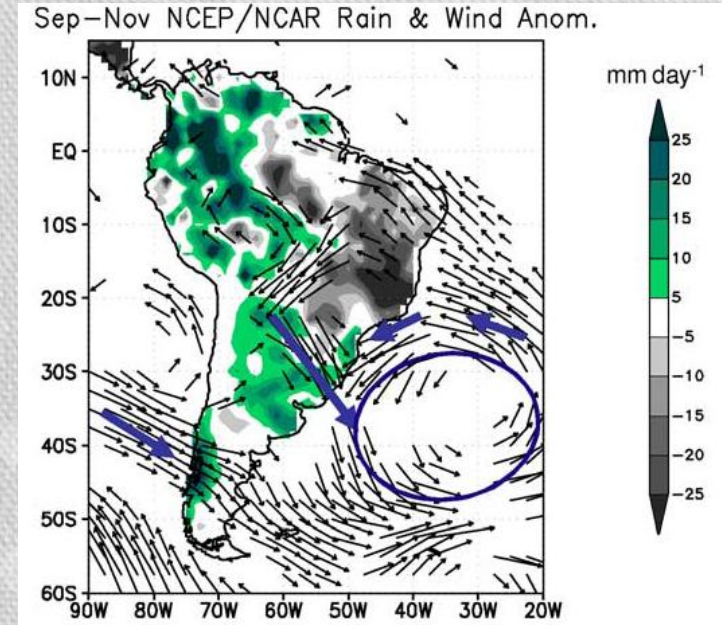 Sep-Nov NCEP/NCAR Rain & Wind Anom.
mm day-1
10N
EQ
10S
20S
30S
40S
50S
60S
90W 80W 70W 60W 50W 40W 30W 20W
25
20
15
10
5
-5
-10
-15
-20
-25